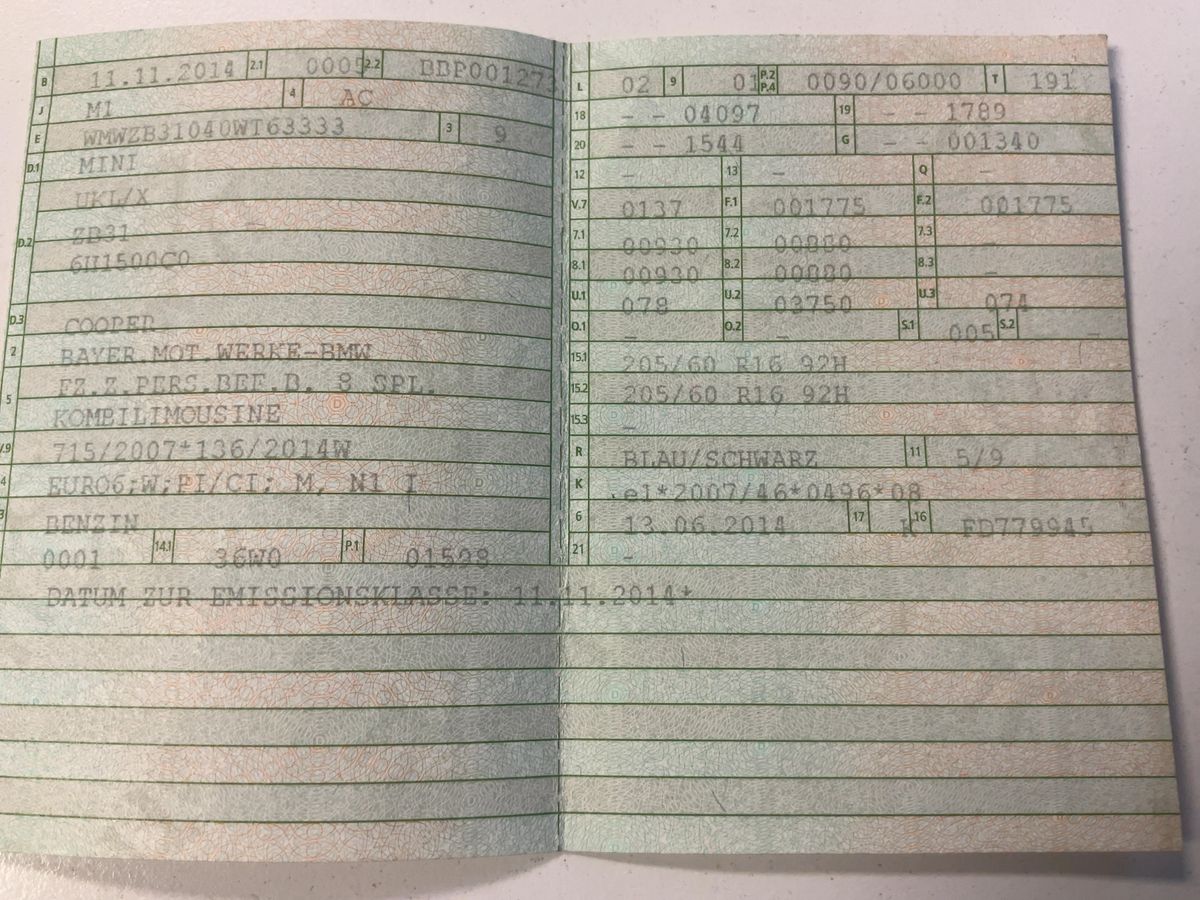 B 11.11.2014 2.1 0005 2.2 BDP001273
J M1 4 AC
E WMWZB31040WT63333 3 9
D.1 MINI
UKL/X
D.2 ZB31
6H1500C0
D.3 COOPER
2 BAYER.MOT.WERKE-BMW
5 FZ.Z.PERS.BEF.B. 8 SPL.
KOMBILIMOUSINE
V.9 715/2007*136/2014W
4 EURO6;W;PI/CI; M, N1 I
3 BENZIN
0001 14.1 36W0 P.1 01598
DATUM ZUR EMISSIONSKLASSE: 11.11.2014*
L 02 9 01 P.2 P.4 0090/06000 T 191
18 - - 04097 19 - - 1789
20 - - 1544 G - - 001340
12 - 13 - Q -
V.7 0137 F.1 001775 F.2 001775
7.1 00930 7.2 00880 7.3 -
8.1 00930 8.2 00880 8.3 -
U.1 078 U.2 03750 U.3 074
O.1 - O.2 - S.1 005 S.2 -
15.1 205/60 R16 92H
15.2 205/60 R16 92H
15.3 -
R BLAU/SCHWARZ 11 5/9
K e1*2007/46*0496*08
6 13.06.2014 17 K 16 FD779945
21 -